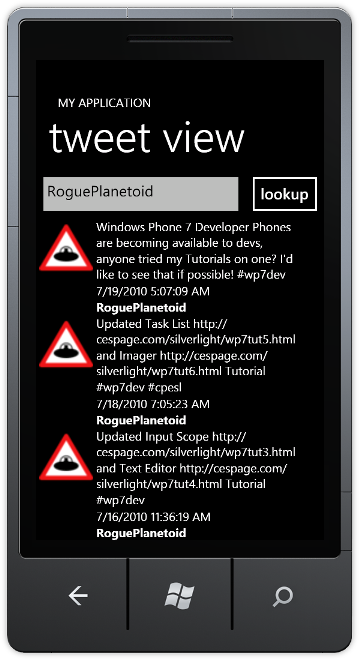 MY APPLICATION
tweet view
RoguePlanetoid
lookup
Windows Phone 7 Developer Phones
are becoming available to devs,
anyone tried my Tutorials on one? I'd
like to see that if possible! #wp7dev
7/19/2010 5:07:09 AM
RoguePlanetoid
Updated Task List http://
cespage.com/silverlight/wp7tut5.html
and Imager http://cespage.com/
silverlight/wp7tut6.html Tutorial
#wp7dev #cpesl
7/18/2010 7:05:23 AM
RoguePlanetoid
Updated Input Scope http://
cespage.com/silverlight/wp7tut3.html
and Text Editor http://cespage.com/
silverlight/wp7tut4.html Tutorial
#wp7dev
7/16/2010 11:36:19 AM
RoguePlanetoid